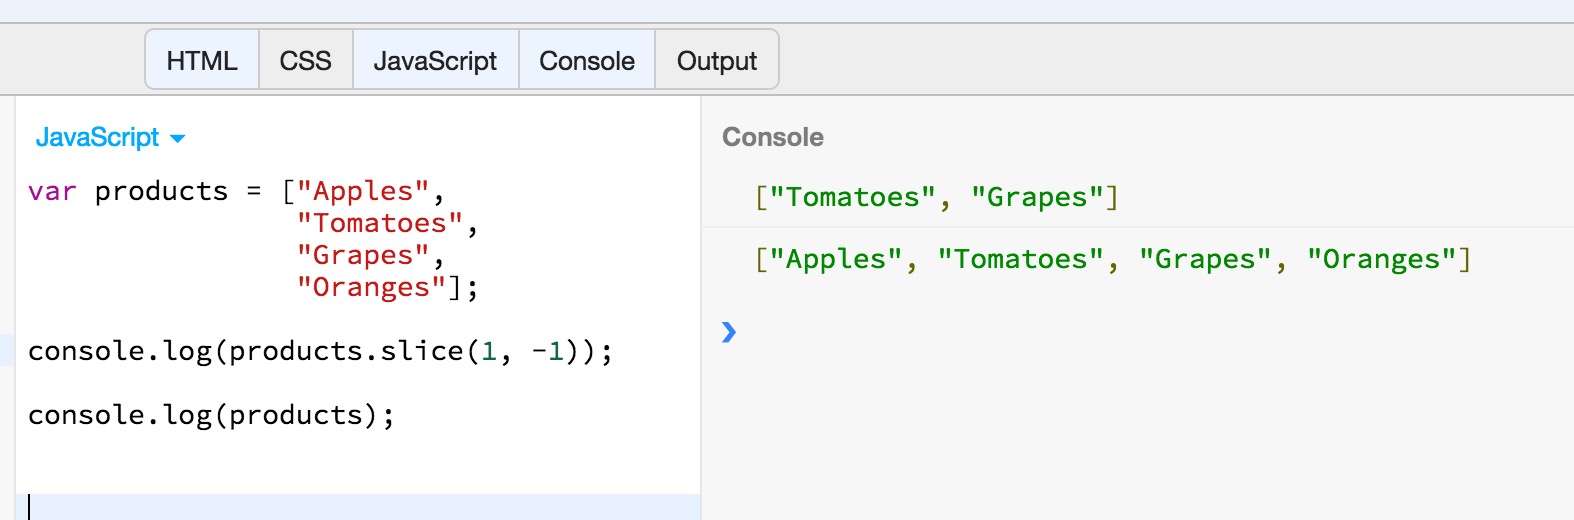 HTML CSS JavaScript Console Output
JavaScript
var products = ["Apples",
"Tomatoes",
"Grapes",
"Oranges"];
console.log(products.slice(1, -1));
console.log(products);
Console
["Tomatoes", "Grapes"]
["Apples", "Tomatoes", "Grapes", "Oranges"]